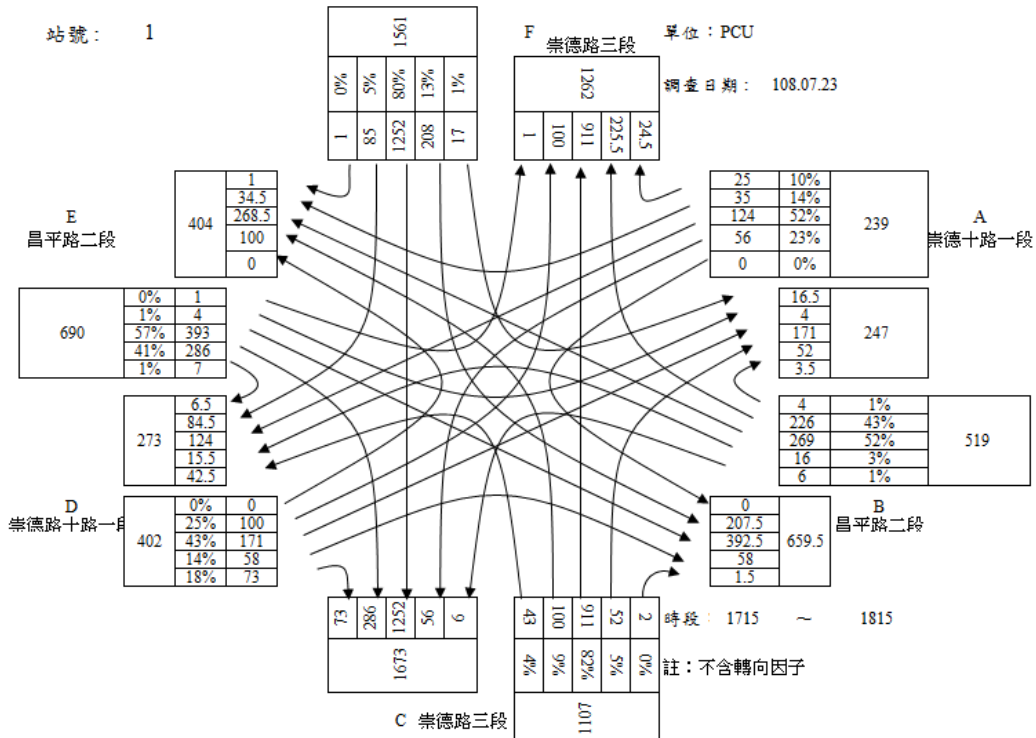 站號： 1
1561
0% 5% 80% 13% 1%
1 85 1252 208 17
F 崇德路三段
1262
1 100 911 225.5 24.5
單位：PCU
調查日期： 108.07.23
E
昌平路二段
404
1
34.5
268.5
100
0
25 10%
35 14%
124 52%
56 23%
0 0%
239
A
崇德十路一段
690
0% 1
1% 4
57% 393
41% 286
1% 7
16.5
4
171
52
3.5
247
273
6.5
84.5
124
15.5
42.5
4 1%
226 43%
269 52%
16 3%
6 1%
519
D
崇德路十路一段
402
0% 0
25% 100
43% 171
14% 58
18% 73
0
207.5
392.5
58
1.5
659.5
B
昌平路二段
73 286 1252 56 6
1673
43 100 911 52 2
4% 9% 82% 5% 0%
1107
C 崇德路三段
時段： 1715 ～ 1815
註：不含轉向因子